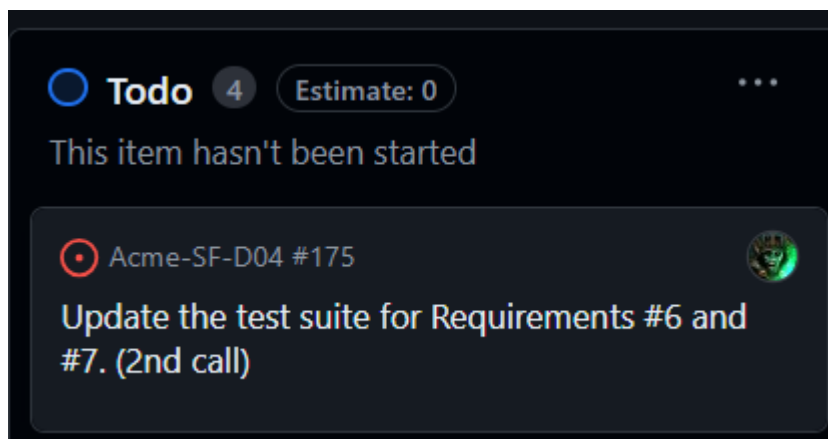 Todo 4 Estimate: 0
This item hasn't been started
Acme-SF-D04 #175
Update the test suite for Requirements #6 and
#7. (2nd call)